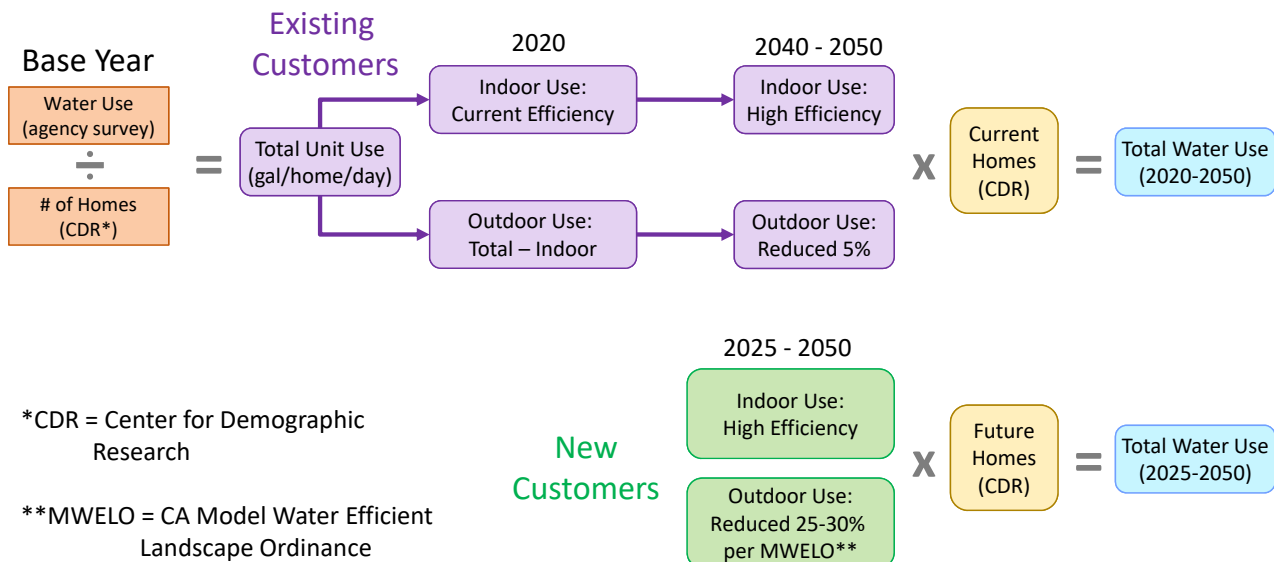 Base Year
Water Use
(agency survey)
÷
# of Homes
(CDR*)
=
Existing
Customers
Total Unit Use
(gal/home/day)
2020
Indoor Use:
Current Efficiency
Outdoor Use:
Total – Indoor
2040 - 2050
Indoor Use:
High Efficiency
Outdoor Use:
Reduced 5%
x
Current
Homes
(CDR)
=
Total Water Use
(2020-2050)
New
Customers
2025 - 2050
Indoor Use:
High Efficiency
Outdoor Use:
Reduced 25-30%
per MWELO**
x
Future
Homes
(CDR)
=
Total Water Use
(2025-2050)
*CDR = Center for Demographic
Research
**MWELO = CA Model Water Efficient
Landscape Ordinance